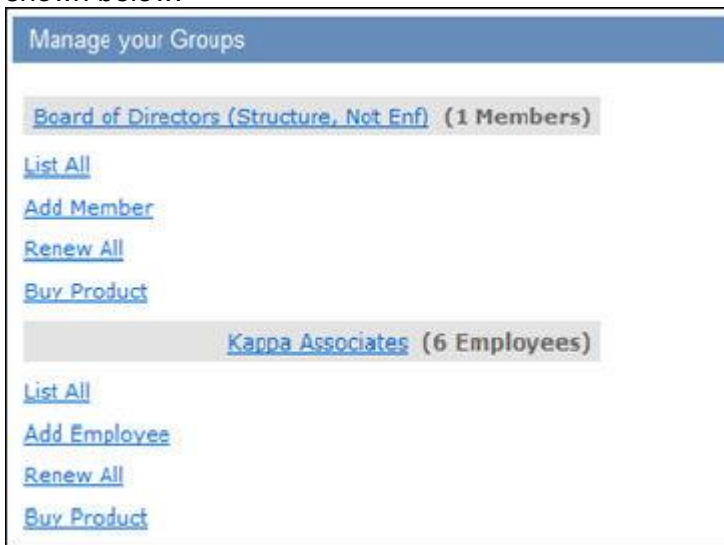 shown below:
Manage your Groups
Board of Directors (Structure, Not Enf) (1 Members)
List All
Add Member
Renew All
Buy Product
Kappa Associates (6 Employees)
List All
Add Employee
Renew All
Buy Product